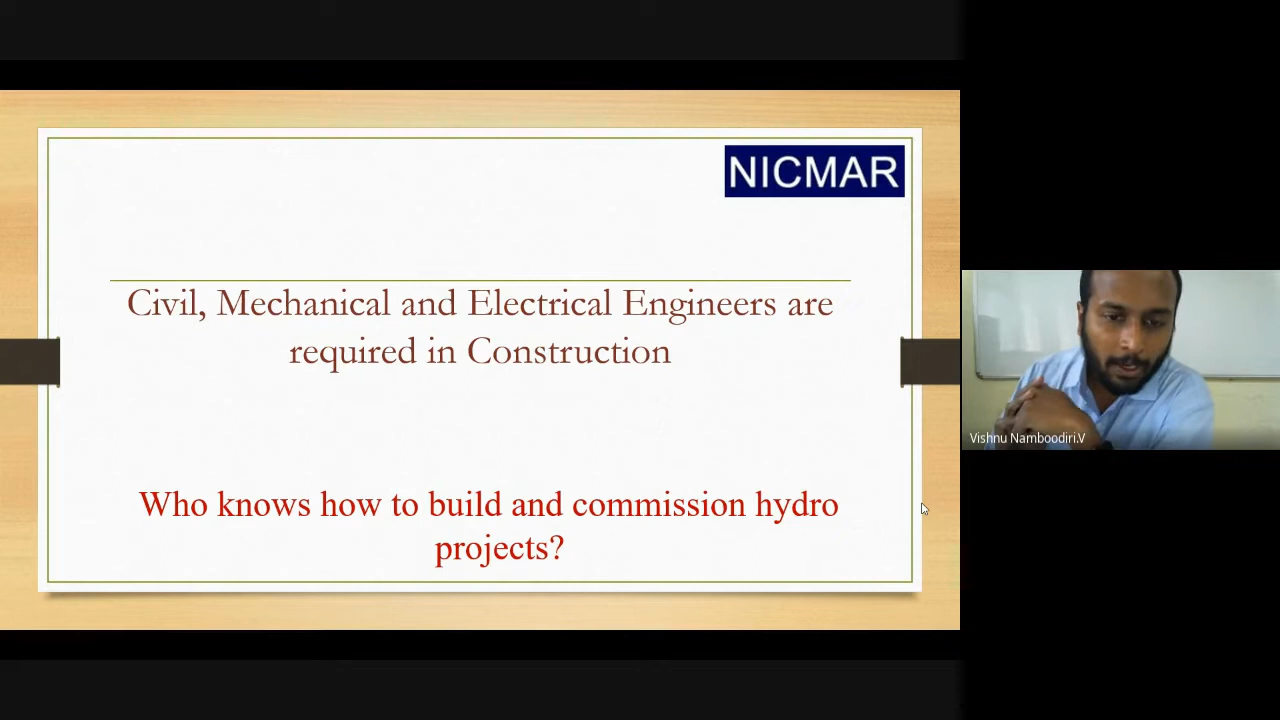 NICMAR
Civil, Mechanical and Electrical Engineers are
required in Construction
Who knows how to build and commission hydro
projects?
Vishnu Namboodiri.V